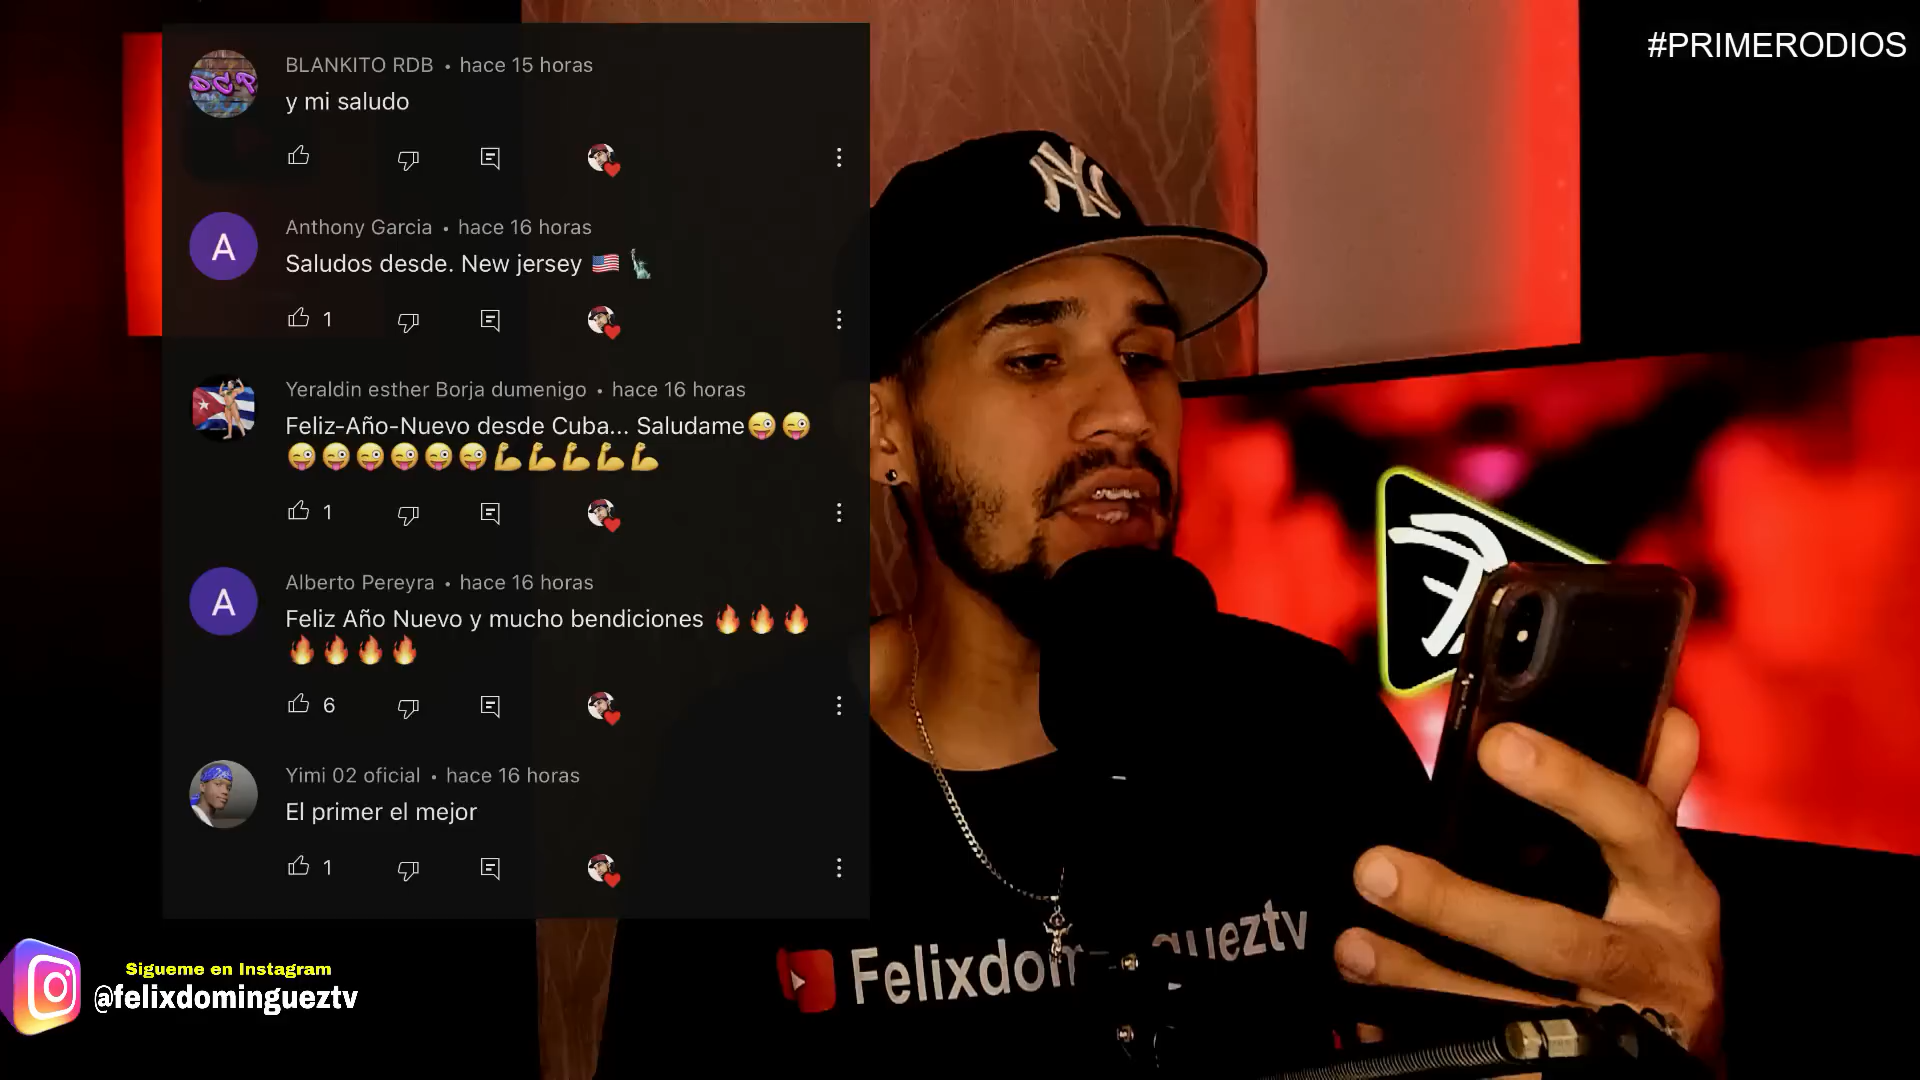 #PRIMERODIOS
BLANKITO RDB • hace 15 horas
y mi saludo
A
Anthony Garcia • hace 16 horas
Saludos desde. New jersey 🇺🇸 🗽
1
Yeraldin esther Borja dumenigo • hace 16 horas
Feliz-Año-Nuevo desde Cuba... Saludame😜😜
😜😜😜😜😜😜💪💪💪💪💪
1
A
Alberto Pereyra • hace 16 horas
Feliz Año Nuevo y mucho bendiciones 🔥🔥🔥
🔥🔥🔥🔥
6
Yimi 02 oficial • hace 16 horas
El primer el mejor
1
NY
Sigueme en Instagram
@felixdomingueztv